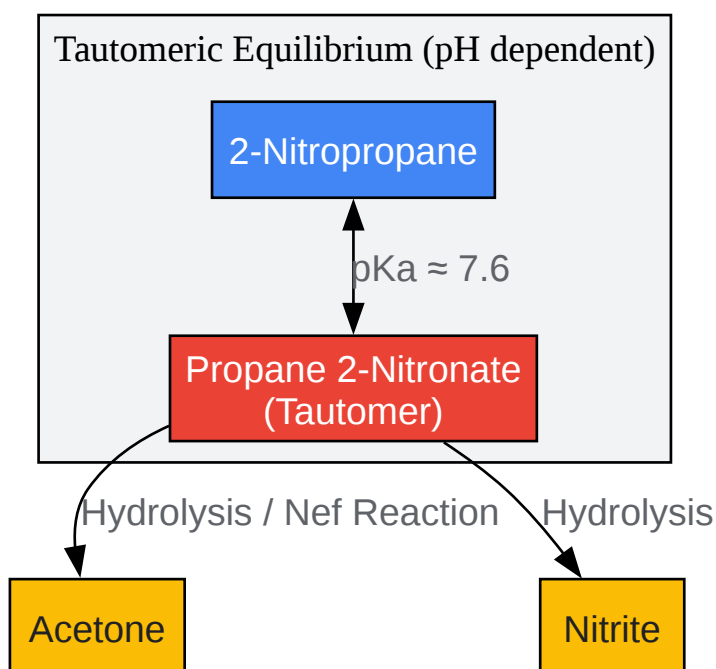 Tautomeric Equilibrium (pH dependent)
2-Nitropropane
pKa ≈ 7.6
Propane 2-Nitronate
(Tautomer)
Hydrolysis / Nef Reaction
Hydrolysis
Acetone
Nitrite